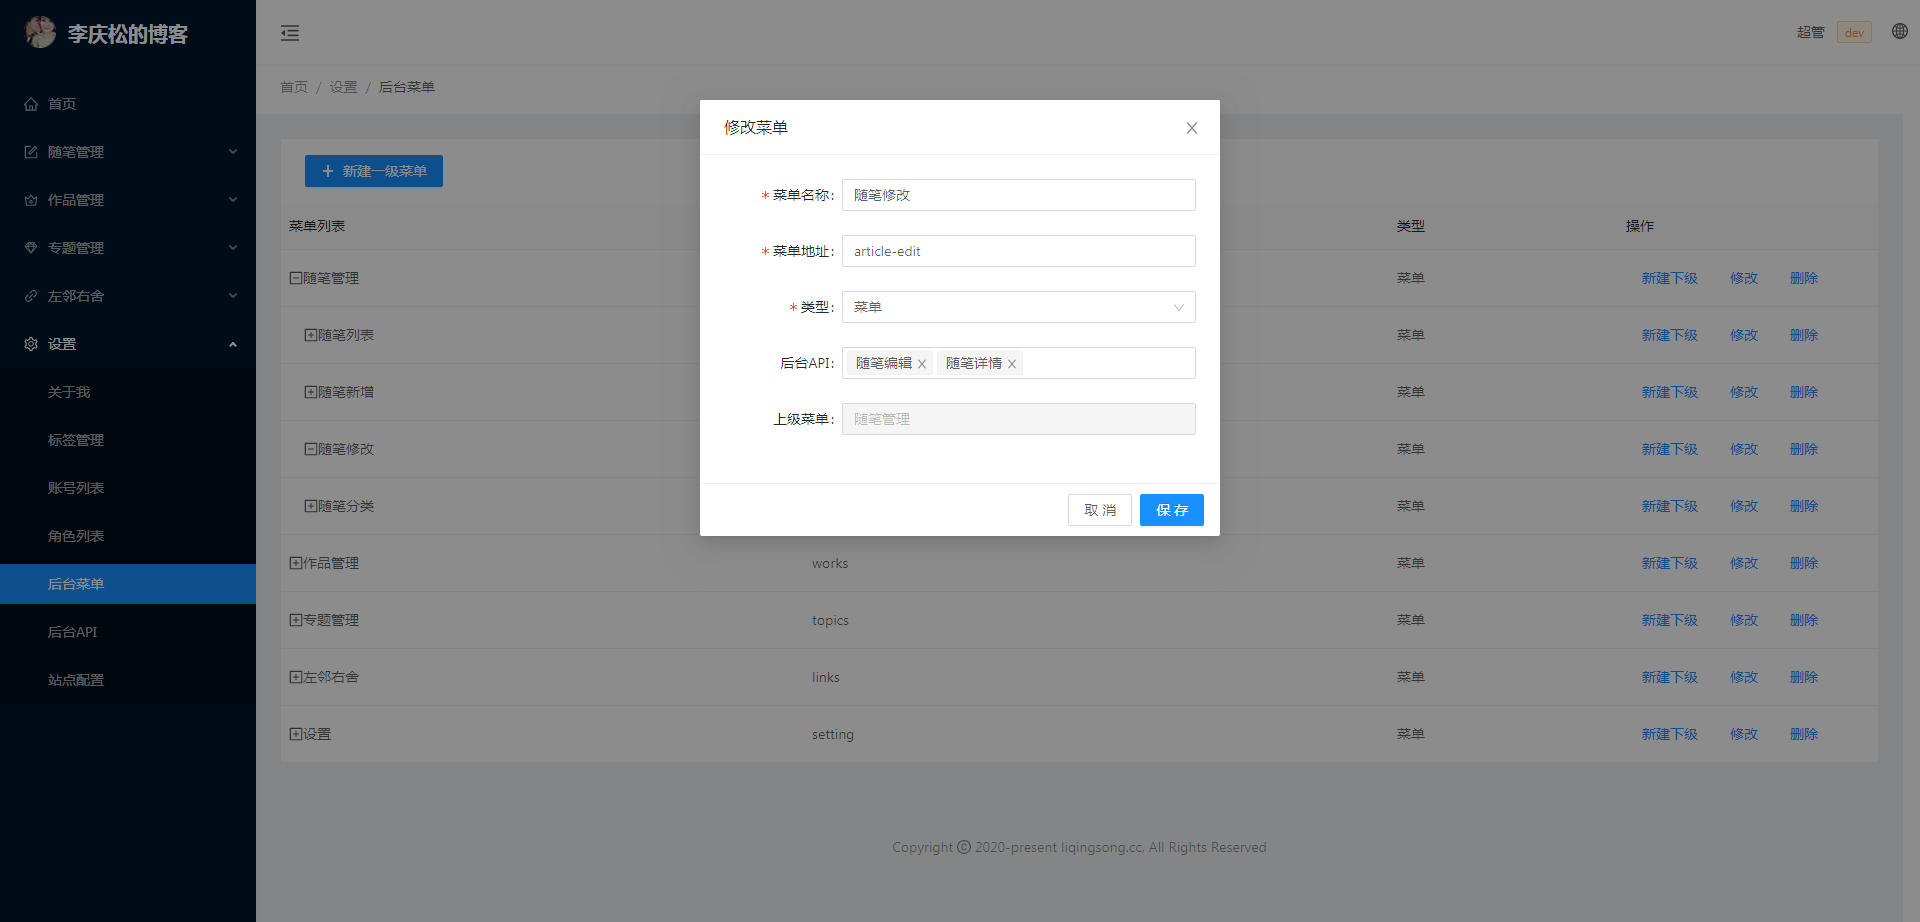 李庆松的博客
首页
随笔管理
作品管理
专题管理
左邻右舍
设置
关于我
标签管理
账号列表
角色列表
后台菜单
后台API
站点配置
超管 dev
首页 / 设置 / 后台菜单
新建一级菜单
菜单列表 类型 操作
随笔管理 菜单 新建下级 修改 删除
随笔列表 菜单 新建下级 修改 删除
随笔新增 菜单 新建下级 修改 删除
随笔修改 菜单 新建下级 修改 删除
随笔分类 菜单 新建下级 修改 删除
作品管理 works 菜单 新建下级 修改 删除
专题管理 topics 菜单 新建下级 修改 删除
左邻右舍 links 菜单 新建下级 修改 删除
设置 setting 菜单 新建下级 修改 删除
Copyright © 2020-present liqingsong.cc, All Rights Reserved
修改菜单
* 菜单名称: 随笔修改
* 菜单地址: article-edit
* 类型: 菜单
后台API: 随笔编辑 随笔详情
上级菜单: 随笔管理
取 消 保 存